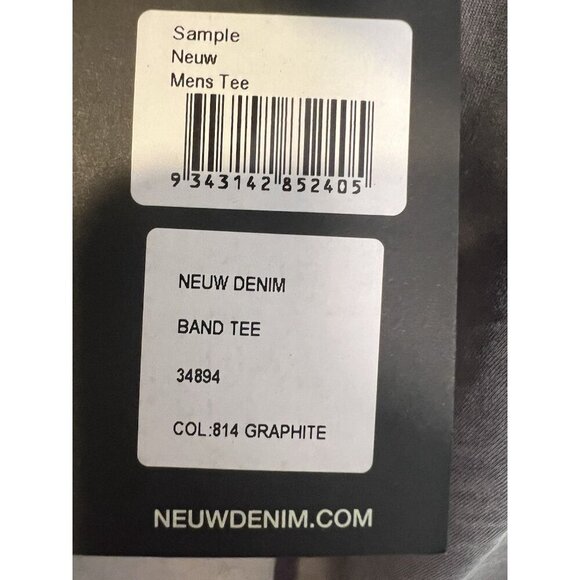 Sample
Neuw
Mens Tee
9 343142 852405
NEUW DENIM
BAND TEE
34894
COL:814 GRAPHITE
NEUWDENIM.COM